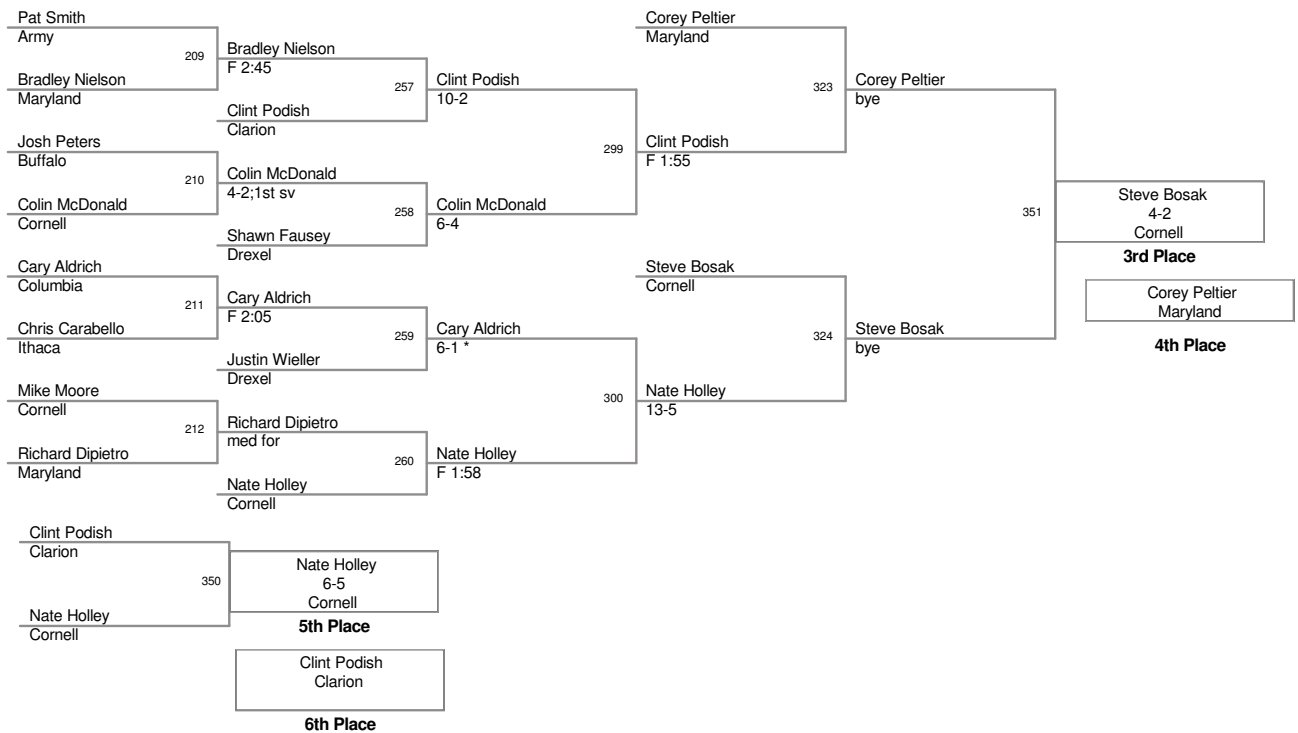 Pat Smith
Army
209
Bradley Nielson
Maryland
Bradley Nielson
F 2:45
257
Clint Podish
Clarion
Josh Peters
Buffalo
210
Colin McDonald
Cornell
Colin McDonald
4-2;1st sv
258
Shawn Fausey
Drexel
Cary Aldrich
Columbia
211
Chris Carabello
Ithaca
Cary Aldrich
F 2:05
259
Justin Wieller
Drexel
Mike Moore
Cornell
212
Richard Dipietro
Maryland
Richard Dipietro
med for
260
Nate Holley
Cornell
Clint Podish
10-2
299
Colin McDonald
6-4
Cary Aldrich
6-1 *
300
Nate Holley
F 1:58
Corey Peltier
Maryland
323
Clint Podish
F 1:55
Steve Bosak
Cornell
324
Nate Holley
13-5
Corey Peltier
bye
351
Steve Bosak
bye
Steve Bosak
4-2
Cornell
3rd Place
Corey Peltier
Maryland
4th Place
Clint Podish
Clarion
350
Nate Holley
Cornell
Nate Holley
6-5
Cornell
5th Place
Clint Podish
Clarion
6th Place